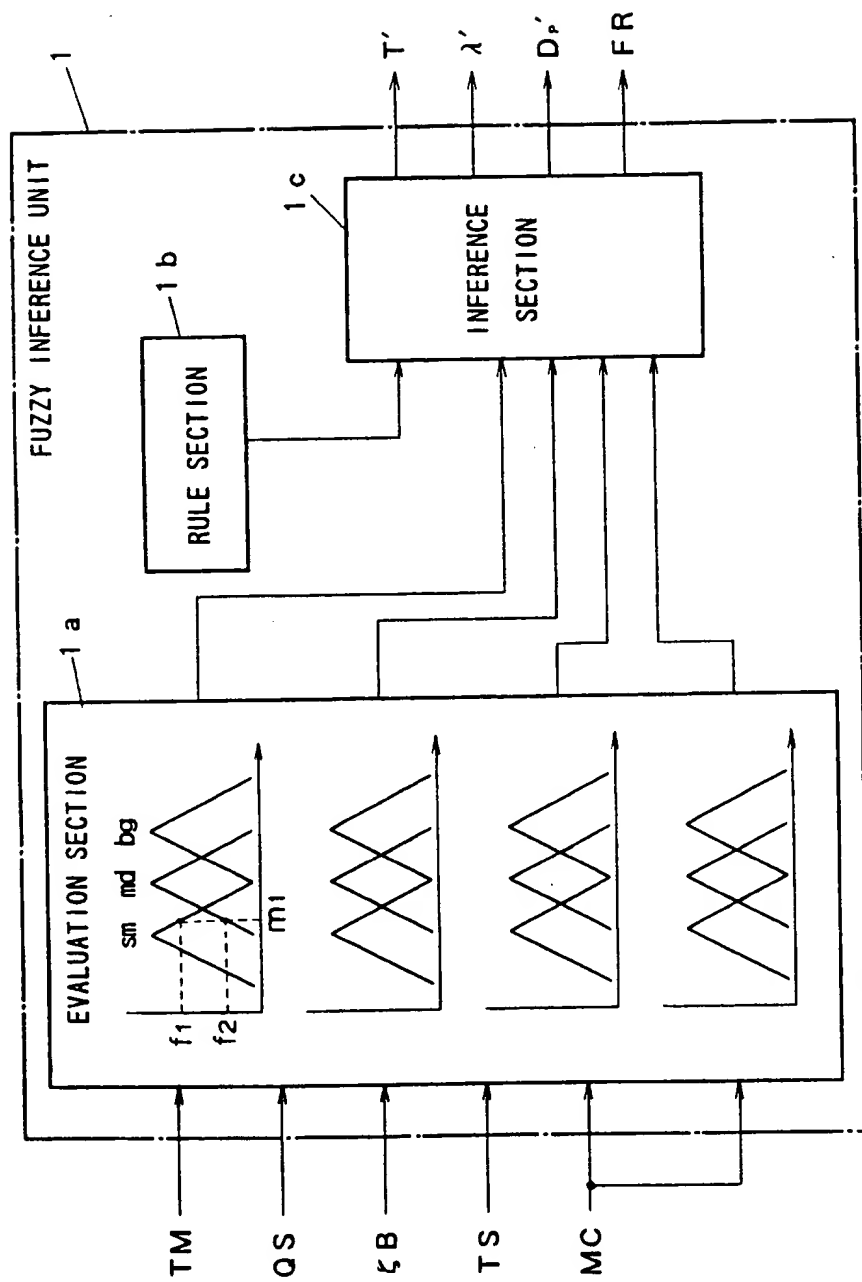 FUZZY INFERENCE UNIT
1
EVALUATION SECTION
1a
sm md bg
f1
f2
m1
RULE SECTION
1b
INFERENCE
SECTION
1c
TM
QS
ζB
TS
MC
T′
λ′
DP′
FR